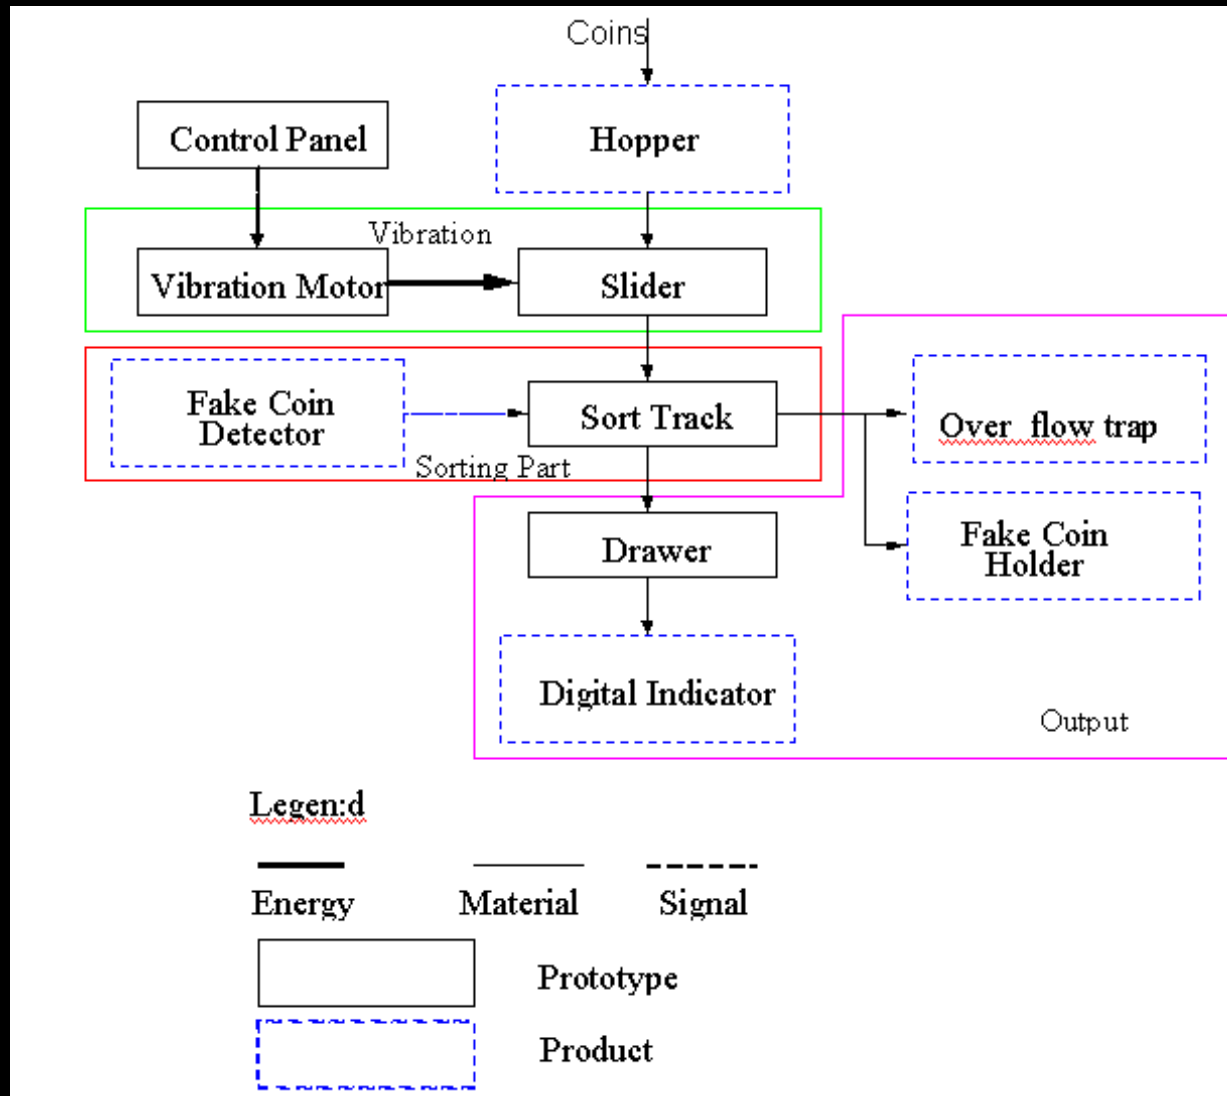 Coins
Control Panel
Hopper
Vibration
Vibration Motor
Slider
Fake Coin
Detector
Sort Track
Over flow trap
Sorting Part
Drawer
Fake Coin
Holder
Digital Indicator
Output
Legen:d
Energy
Material
Signal
Prototype
Product